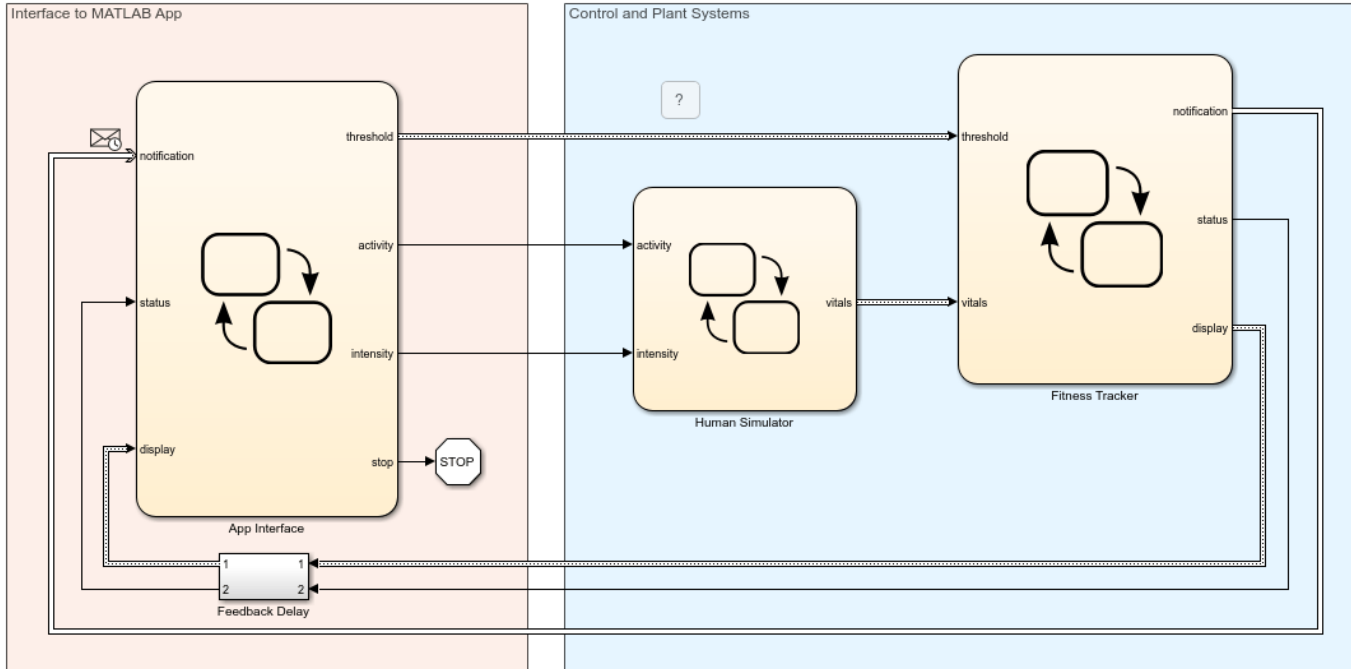 Interface to MATLAB App
notification
status
display
threshold
activity
intensity
stop
App Interface
STOP
1
2
1
2
Feedback Delay
Control and Plant Systems
?
activity
intensity
vitals
Human Simulator
threshold
vitals
notification
status
display
Fitness Tracker